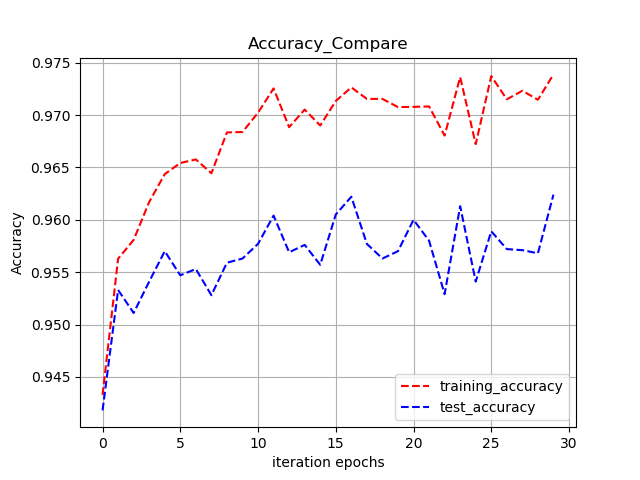 Accuracy_Compare
0.975
0.970
0.965
0.960
0.955
0.950
0.945
Accuracy
training_accuracy
test_accuracy
0 5 10 15 20 25 30
iteration epochs